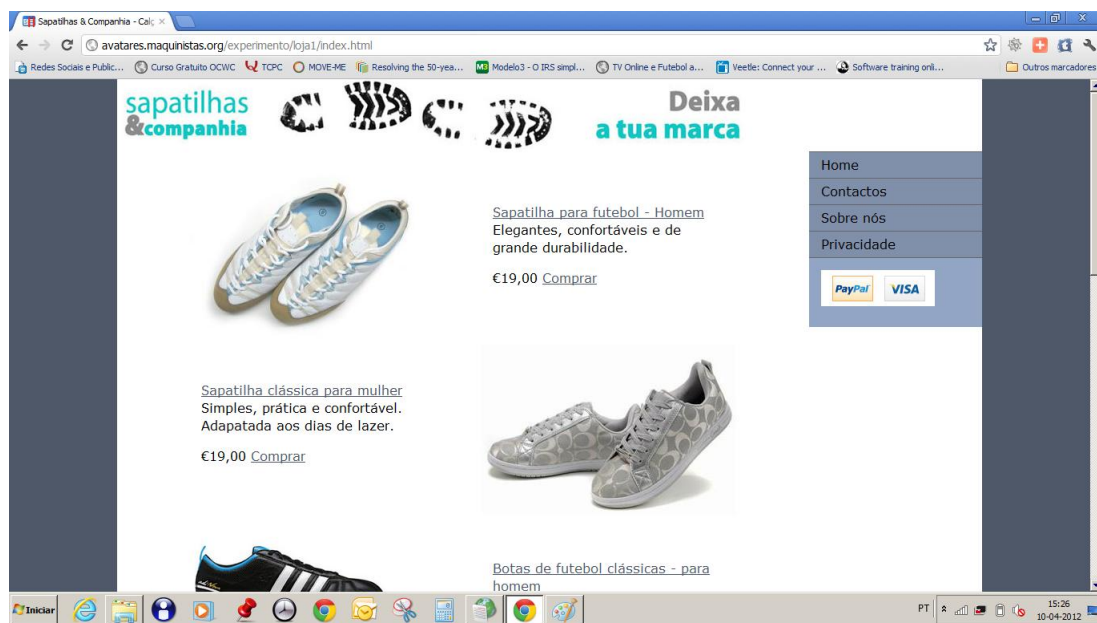 Sapatilhas & Companhia - Calç
avatares.maquinistas.org/experimento/loja1/index.html
Redes Sociais e Public...
Curso Gratuito OCWC
TCPC
MOVE-ME
Resolving the 50-yea...
Modelo3 - O IRS simpl...
TV Online e Futebol a...
Veetle: Connect your ...
Software training onli...
Outros marcadores
sapatilhas
&companhia
Deixa
a tua marca
Home
Contactos
Sobre nós
Privacidade
PayPal VISA
Sapatilha para futebol - Homem
Elegantes, confortáveis e de
grande durabilidade.
€19,00 Comprar
Sapatilha clássica para mulher
Simples, prática e confortável.
Adapatada aos dias de lazer.
€19,00 Comprar
Botas de futebol clássicas - para
homem
Iniciar
PT
15:26
10-04-2012